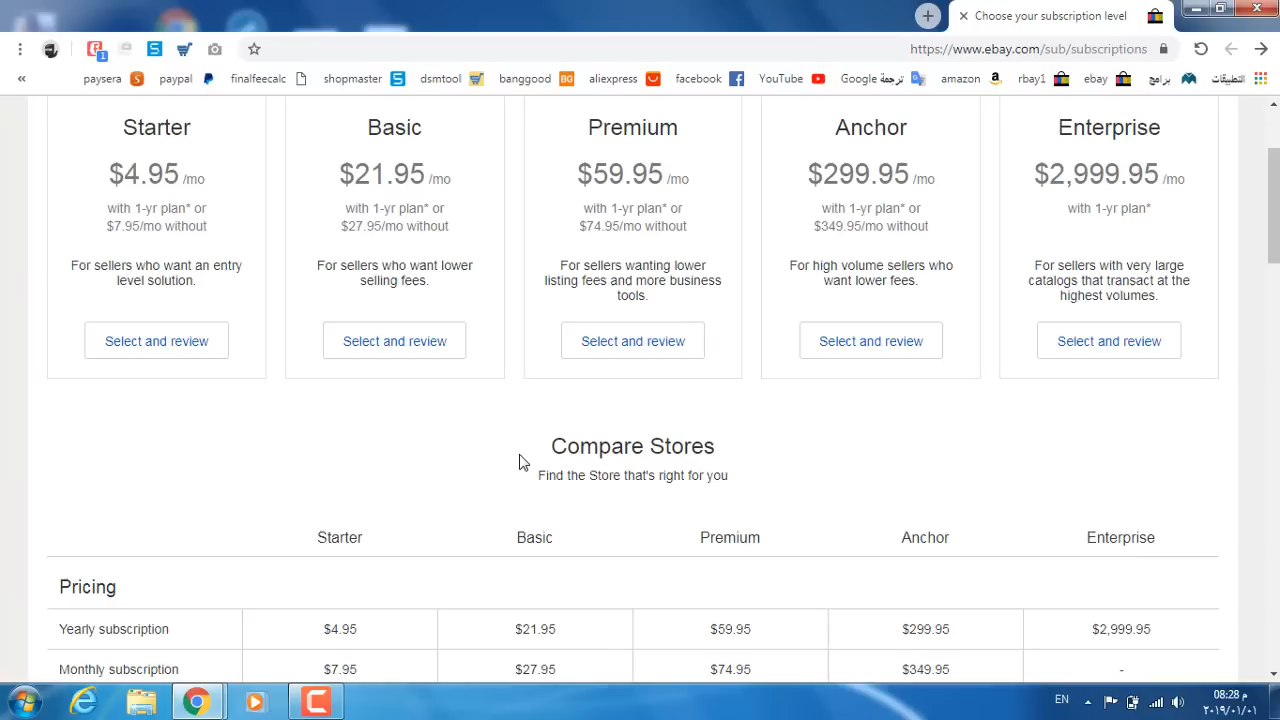 Choose your subscription level
https://www.ebay.com/sub/subscriptions
1
« paysera paypal finalfeecalc shopmaster dsmtool banggood aliexpress facebook YouTube ترجمة Google amazon rbay1 ebay برامج التطبيقات
Starter Basic Premium Anchor Enterprise
$4.95 /mo $21.95 /mo $59.95 /mo $299.95 /mo $2,999.95 /mo
with 1-yr plan* or with 1-yr plan* or with 1-yr plan* or with 1-yr plan* or with 1-yr plan*
$7.95/mo without $27.95/mo without $74.95/mo without $349.95/mo without
For sellers who want an entry For sellers who want lower For sellers wanting lower For high volume sellers who For sellers with very large
level solution. selling fees. listing fees and more business want lower fees. catalogs that transact at the
tools. highest volumes.
Select and review Select and review Select and review Select and review Select and review
Compare Stores
Find the Store that's right for you
Starter Basic Premium Anchor Enterprise
Pricing
Yearly subscription $4.95 $21.95 $59.95 $299.95 $2,999.95
Monthly subscription $7.95 $27.95 $74.95 $349.95 -
EN
08:28 م
٢٠١٩/٠١/٠١